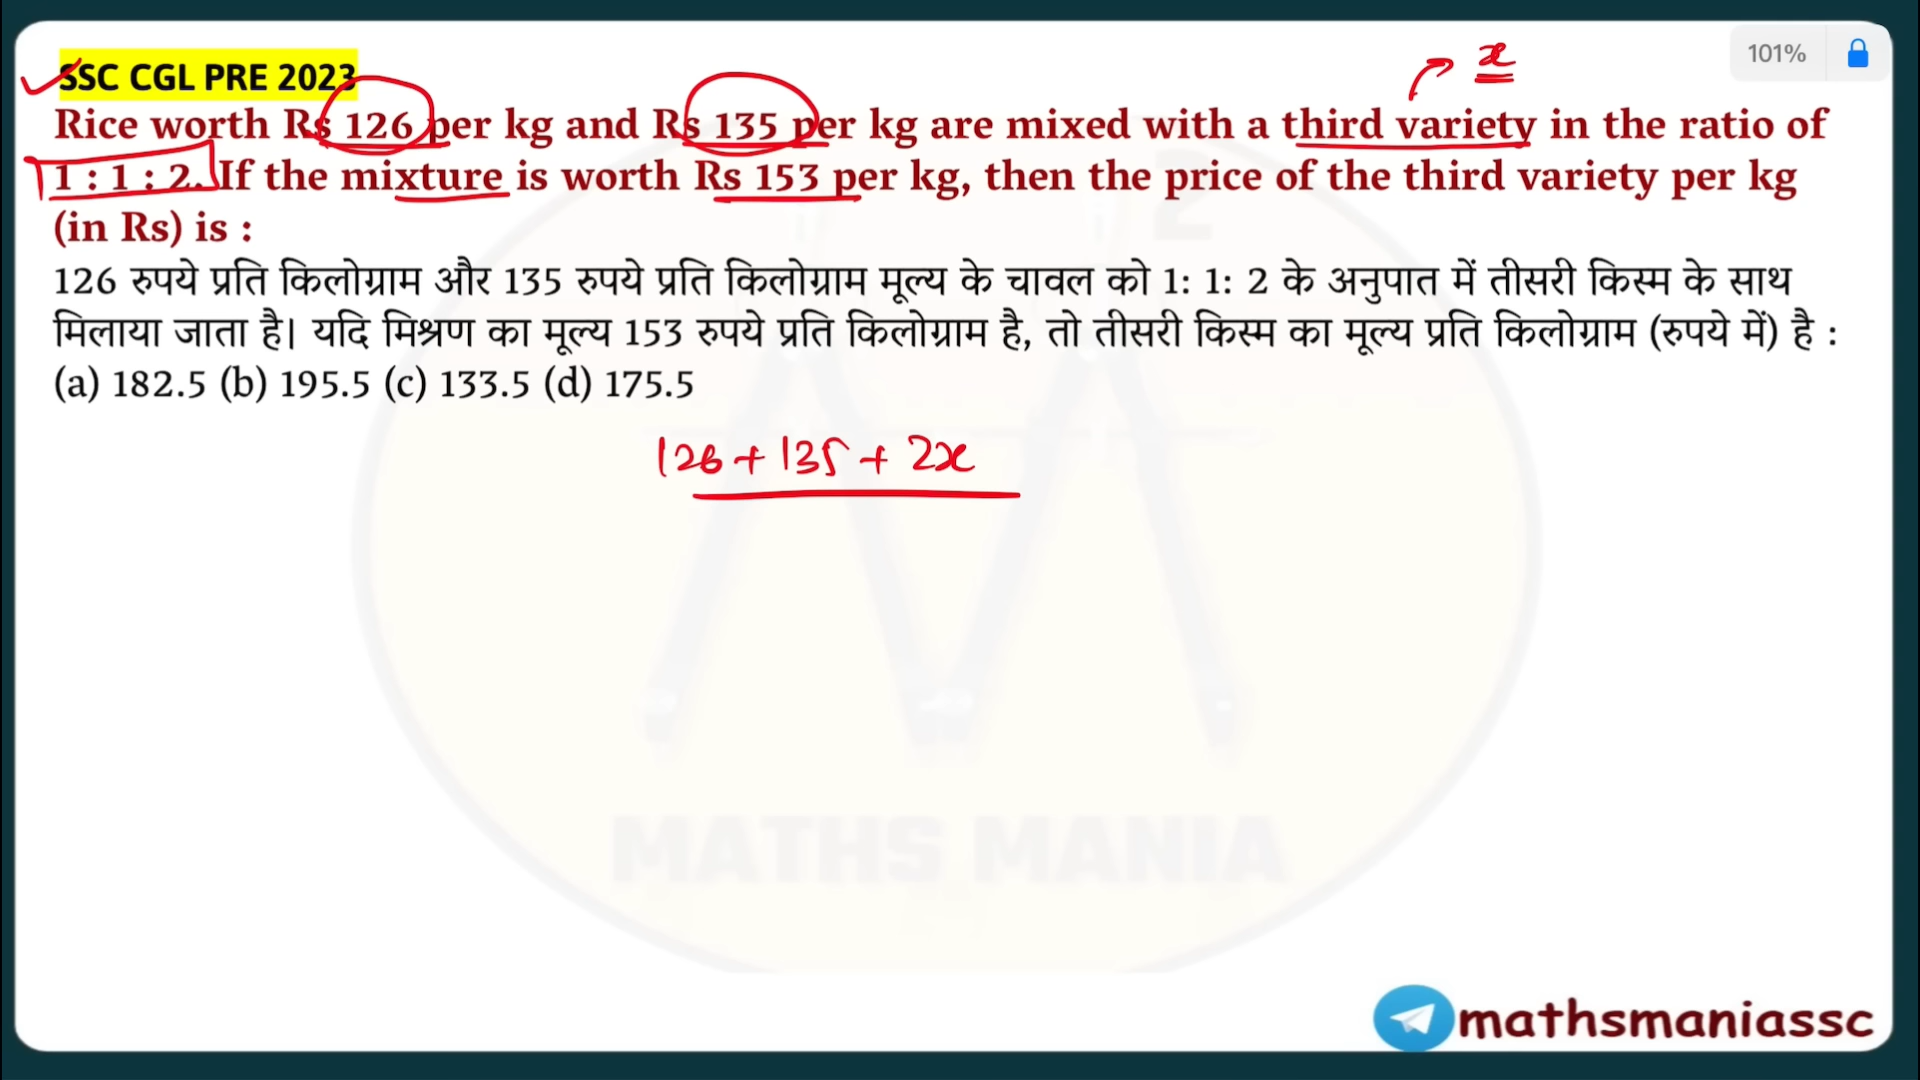 x
101%
SSC CGL PRE 2023
Rice worth Rs 126 per kg and Rs 135 per kg are mixed with a third variety in the ratio of
1 : 1 : 2. If the mixture is worth Rs 153 per kg, then the price of the third variety per kg
(in Rs) is :
126 रुपये प्रति किलोग्राम और 135 रुपये प्रति किलोग्राम मूल्य के चावल को 1: 1: 2 के अनुपात में तीसरी किस्म के साथ
मिलाया जाता है| यदि मिश्रण का मूल्य 153 रुपये प्रति किलोग्राम है, तो तीसरी किस्म का मूल्य प्रति किलोग्राम (रुपये में) है :
(a) 182.5 (b) 195.5 (c) 133.5 (d) 175.5
126 + 135 + 2x
MATHS MANIA
mathsmaniassc